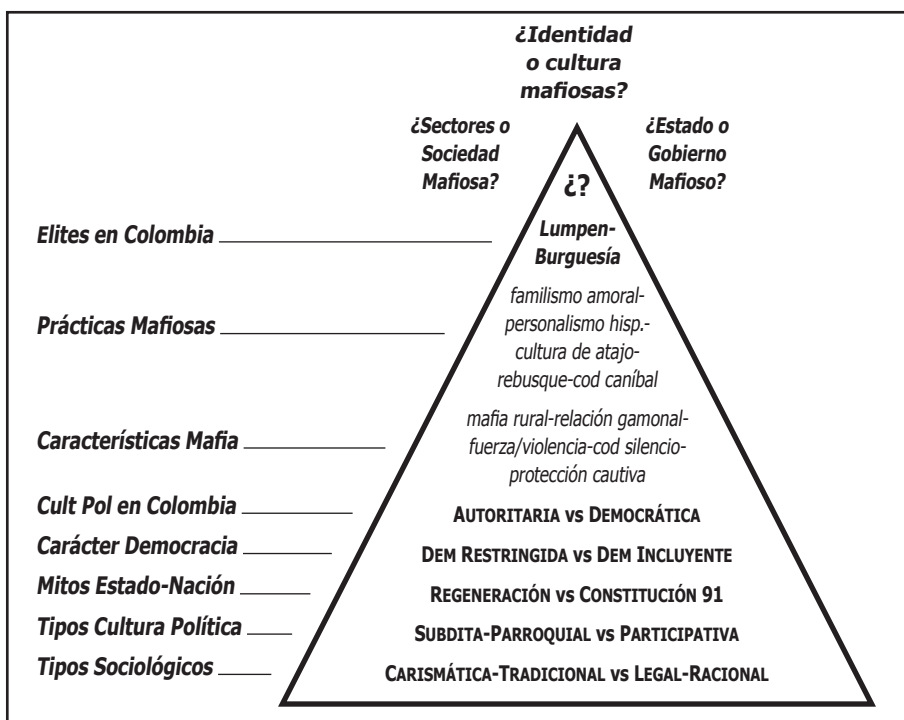 ¿Identidad
o cultura
mafiosas?
¿Sectores o
Sociedad
Mafiosa?
¿Estado o
Gobierno
Mafioso?
¿?
Elites en Colombia
Lumpen-
Burguesía
Prácticas Mafiosas
familismo amoral-
personalismo hisp.-
cultura de atajo-
rebusque-cod caníbal
Características Mafia
mafia rural-relación gamonal-
fuerza/violencia-cod silencio-
protección cautiva
Cult Pol en Colombia
AUTORITARIA VS DEMOCRÁTICA
Carácter Democracia
DEM RESTRINGIDA VS DEM INCLUYENTE
Mitos Estado-Nación
REGENERACIÓN VS CONSTITUCIÓN 91
Tipos Cultura Política
SUBDITA-PARROQUIAL VS PARTICIPATIVA
Tipos Sociológicos
CARISMÁTICA-TRADICIONAL VS LEGAL-RACIONAL